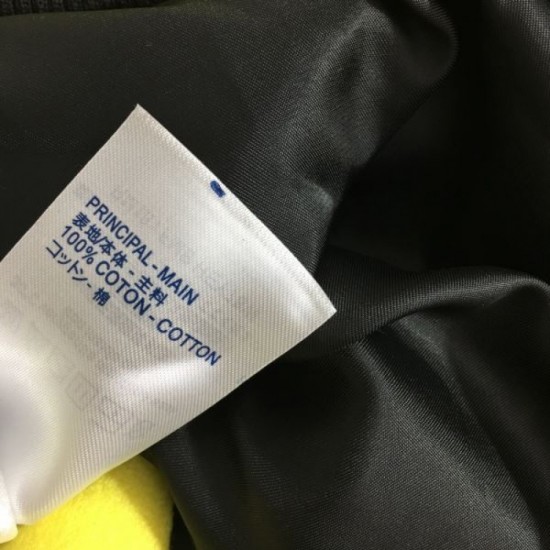 PRINCIPAL - MAIN
表地/本体 - 主料
100% COTON - COTTON
コットン - 棉